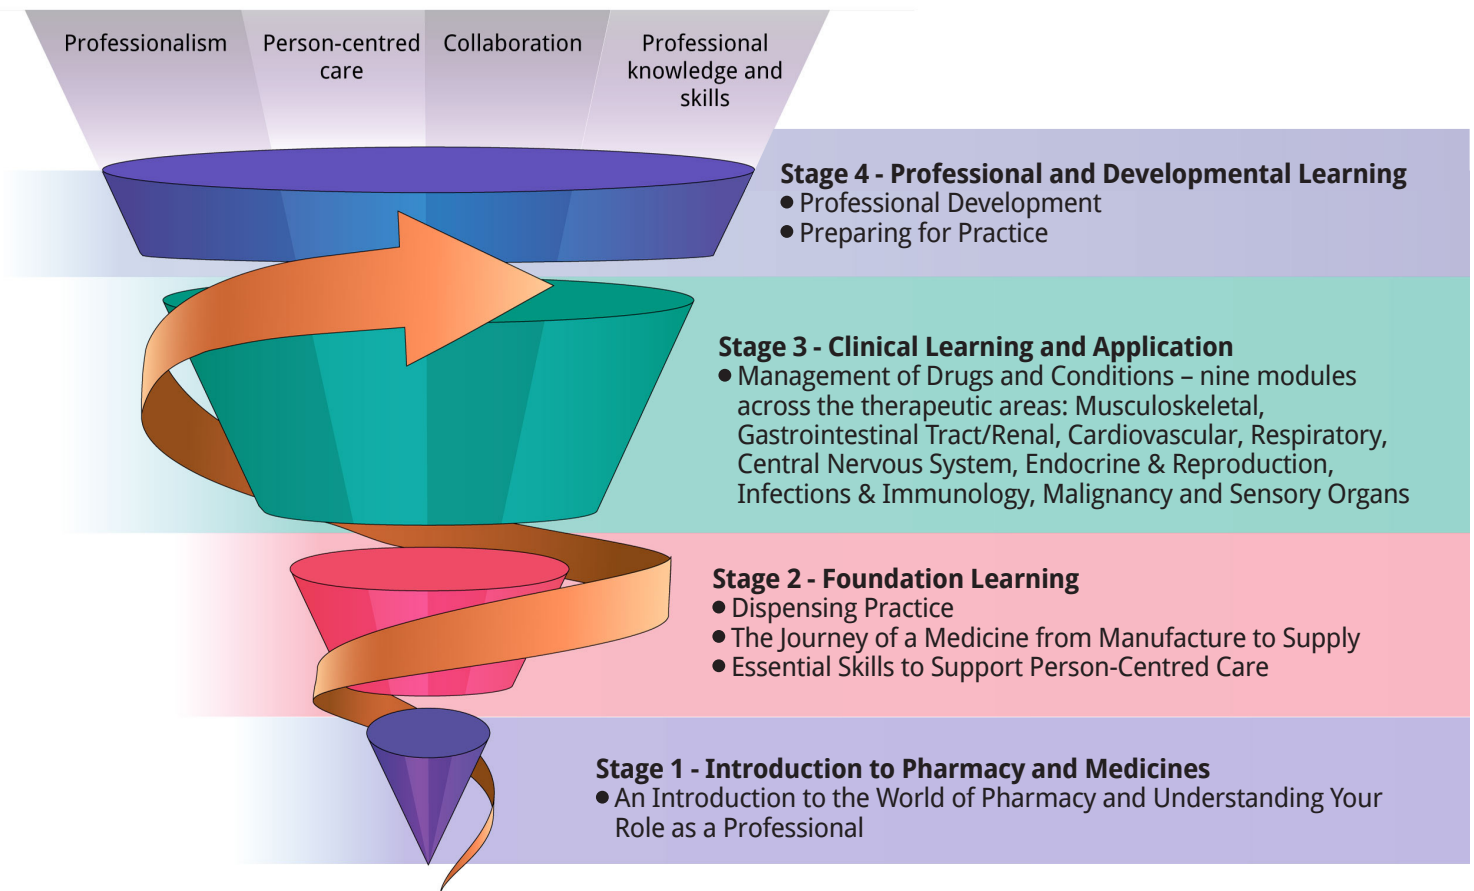 Professionalism
Person-centred
care
Collaboration
Professional
knowledge and
skills
Stage 4 - Professional and Developmental Learning
● Professional Development
● Preparing for Practice
Stage 3 - Clinical Learning and Application
● Management of Drugs and Conditions – nine modules
across the therapeutic areas: Musculoskeletal,
Gastrointestinal Tract/Renal, Cardiovascular, Respiratory,
Central Nervous System, Endocrine & Reproduction,
Infections & Immunology, Malignancy and Sensory Organs
Stage 2 - Foundation Learning
● Dispensing Practice
● The Journey of a Medicine from Manufacture to Supply
● Essential Skills to Support Person-Centred Care
Stage 1 - Introduction to Pharmacy and Medicines
● An Introduction to the World of Pharmacy and Understanding Your
Role as a Professional